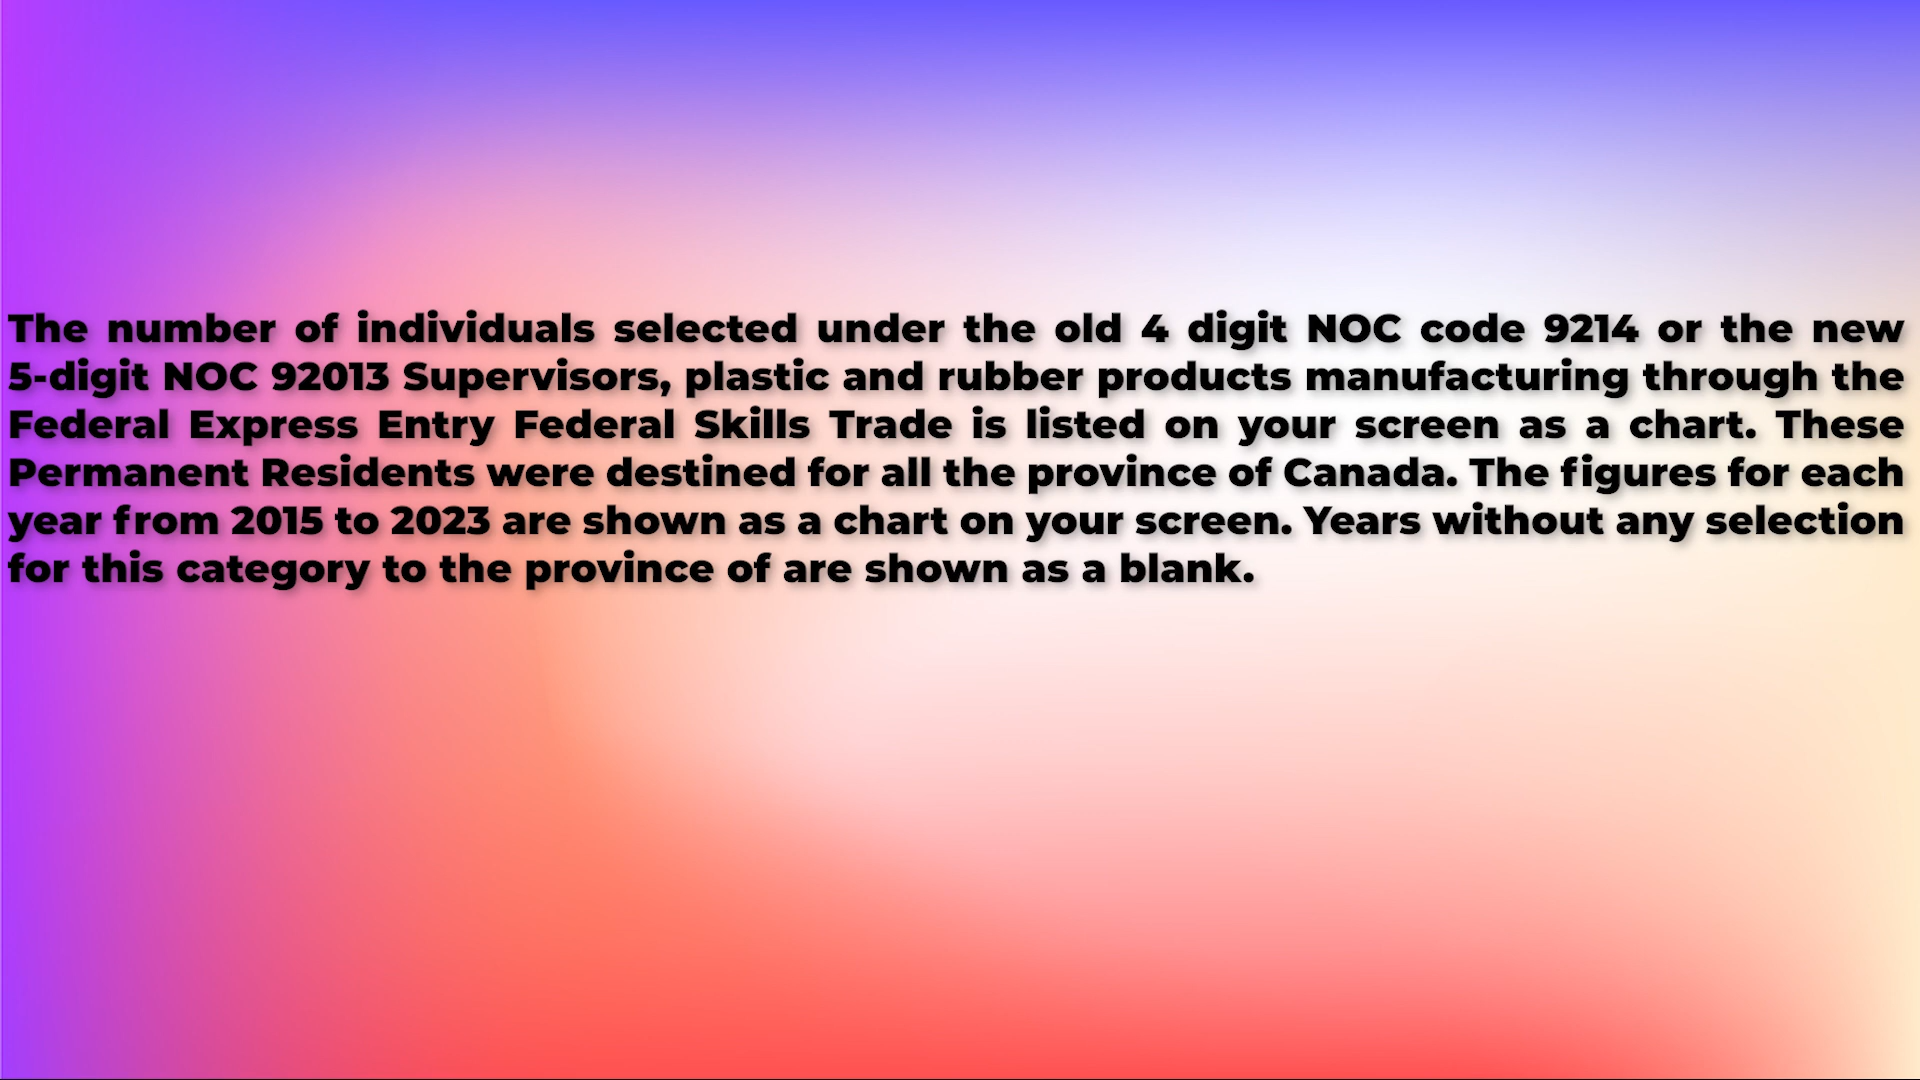 The number of individuals selected under the old 4 digit NOC code 9214 or the new
5-digit NOC 92013 Supervisors, plastic and rubber products manufacturing through the
Federal Express Entry Federal Skills Trade is listed on your screen as a chart. These
Permanent Residents were destined for all the province of Canada. The figures for each
year from 2015 to 2023 are shown as a chart on your screen. Years without any selection
for this category to the province of are shown as a blank.